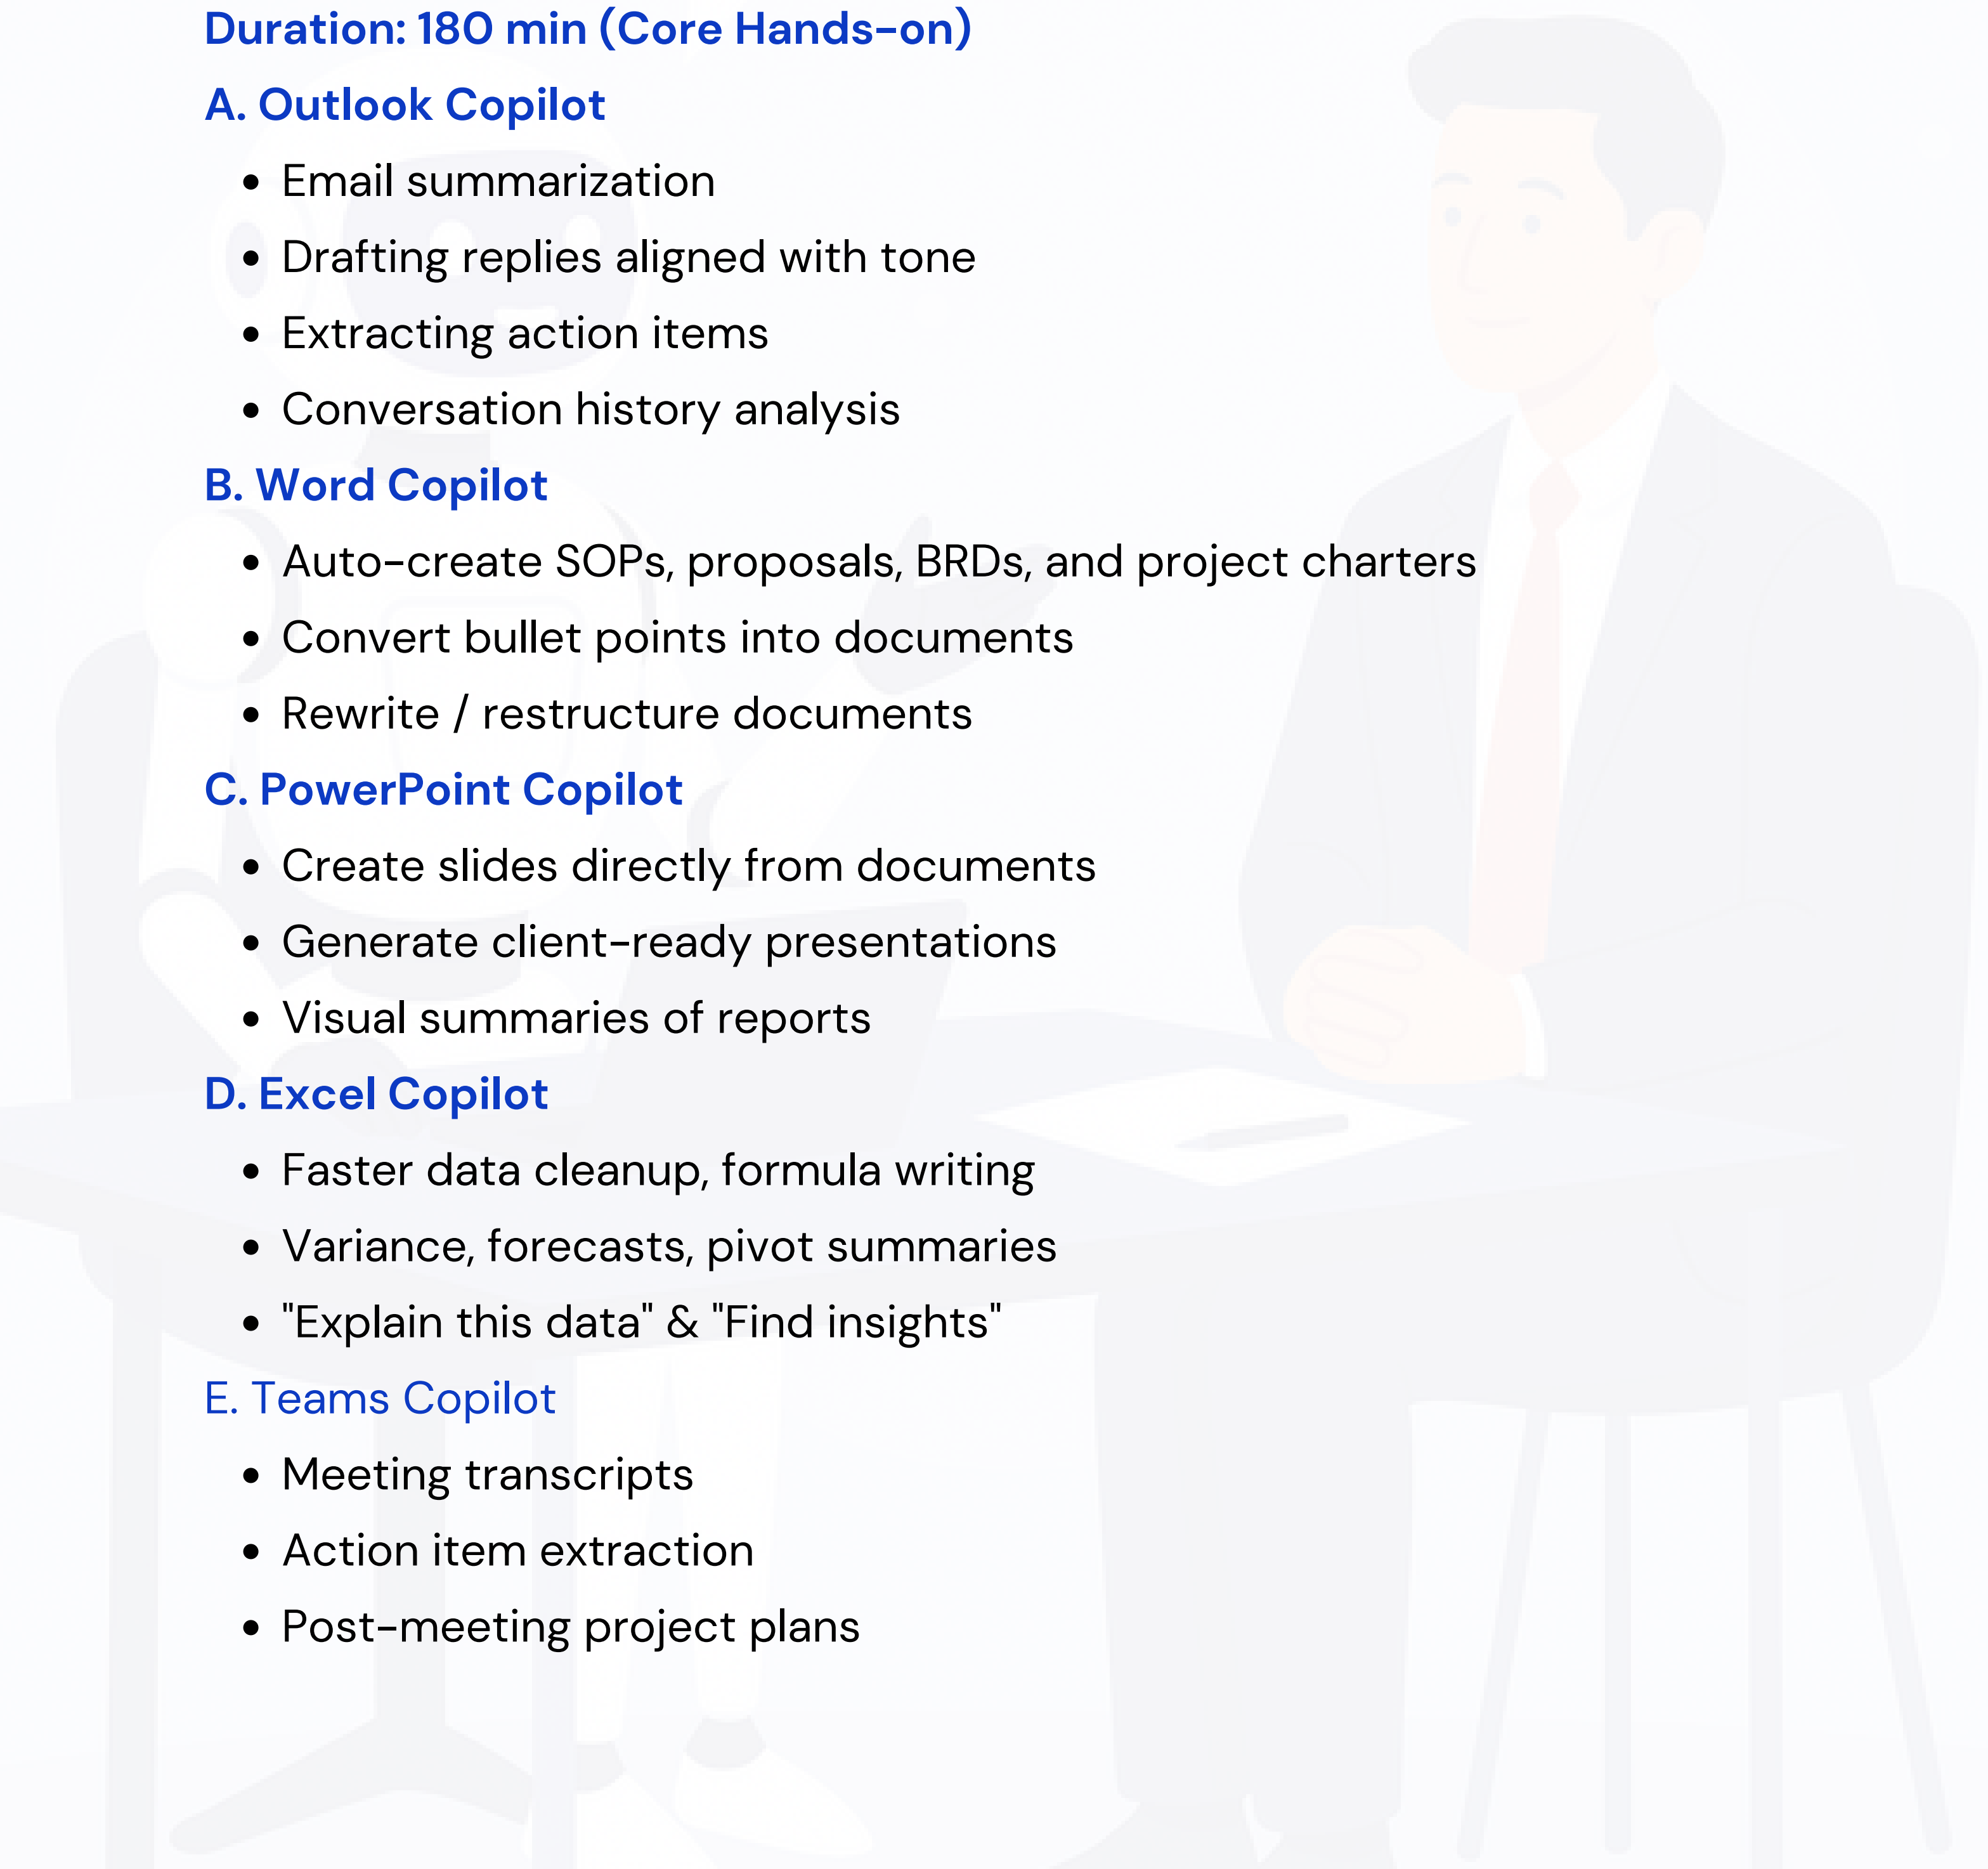 Duration: 180 min (Core Hands-on)
A. Outlook Copilot
• Email summarization
• Drafting replies aligned with tone
• Extracting action items
• Conversation history analysis
B. Word Copilot
• Auto-create SOPs, proposals, BRDs, and project charters
• Convert bullet points into documents
• Rewrite / restructure documents
C. PowerPoint Copilot
• Create slides directly from documents
• Generate client-ready presentations
• Visual summaries of reports
D. Excel Copilot
• Faster data cleanup, formula writing
• Variance, forecasts, pivot summaries
• "Explain this data" & "Find insights"
E. Teams Copilot
• Meeting transcripts
• Action item extraction
• Post-meeting project plans